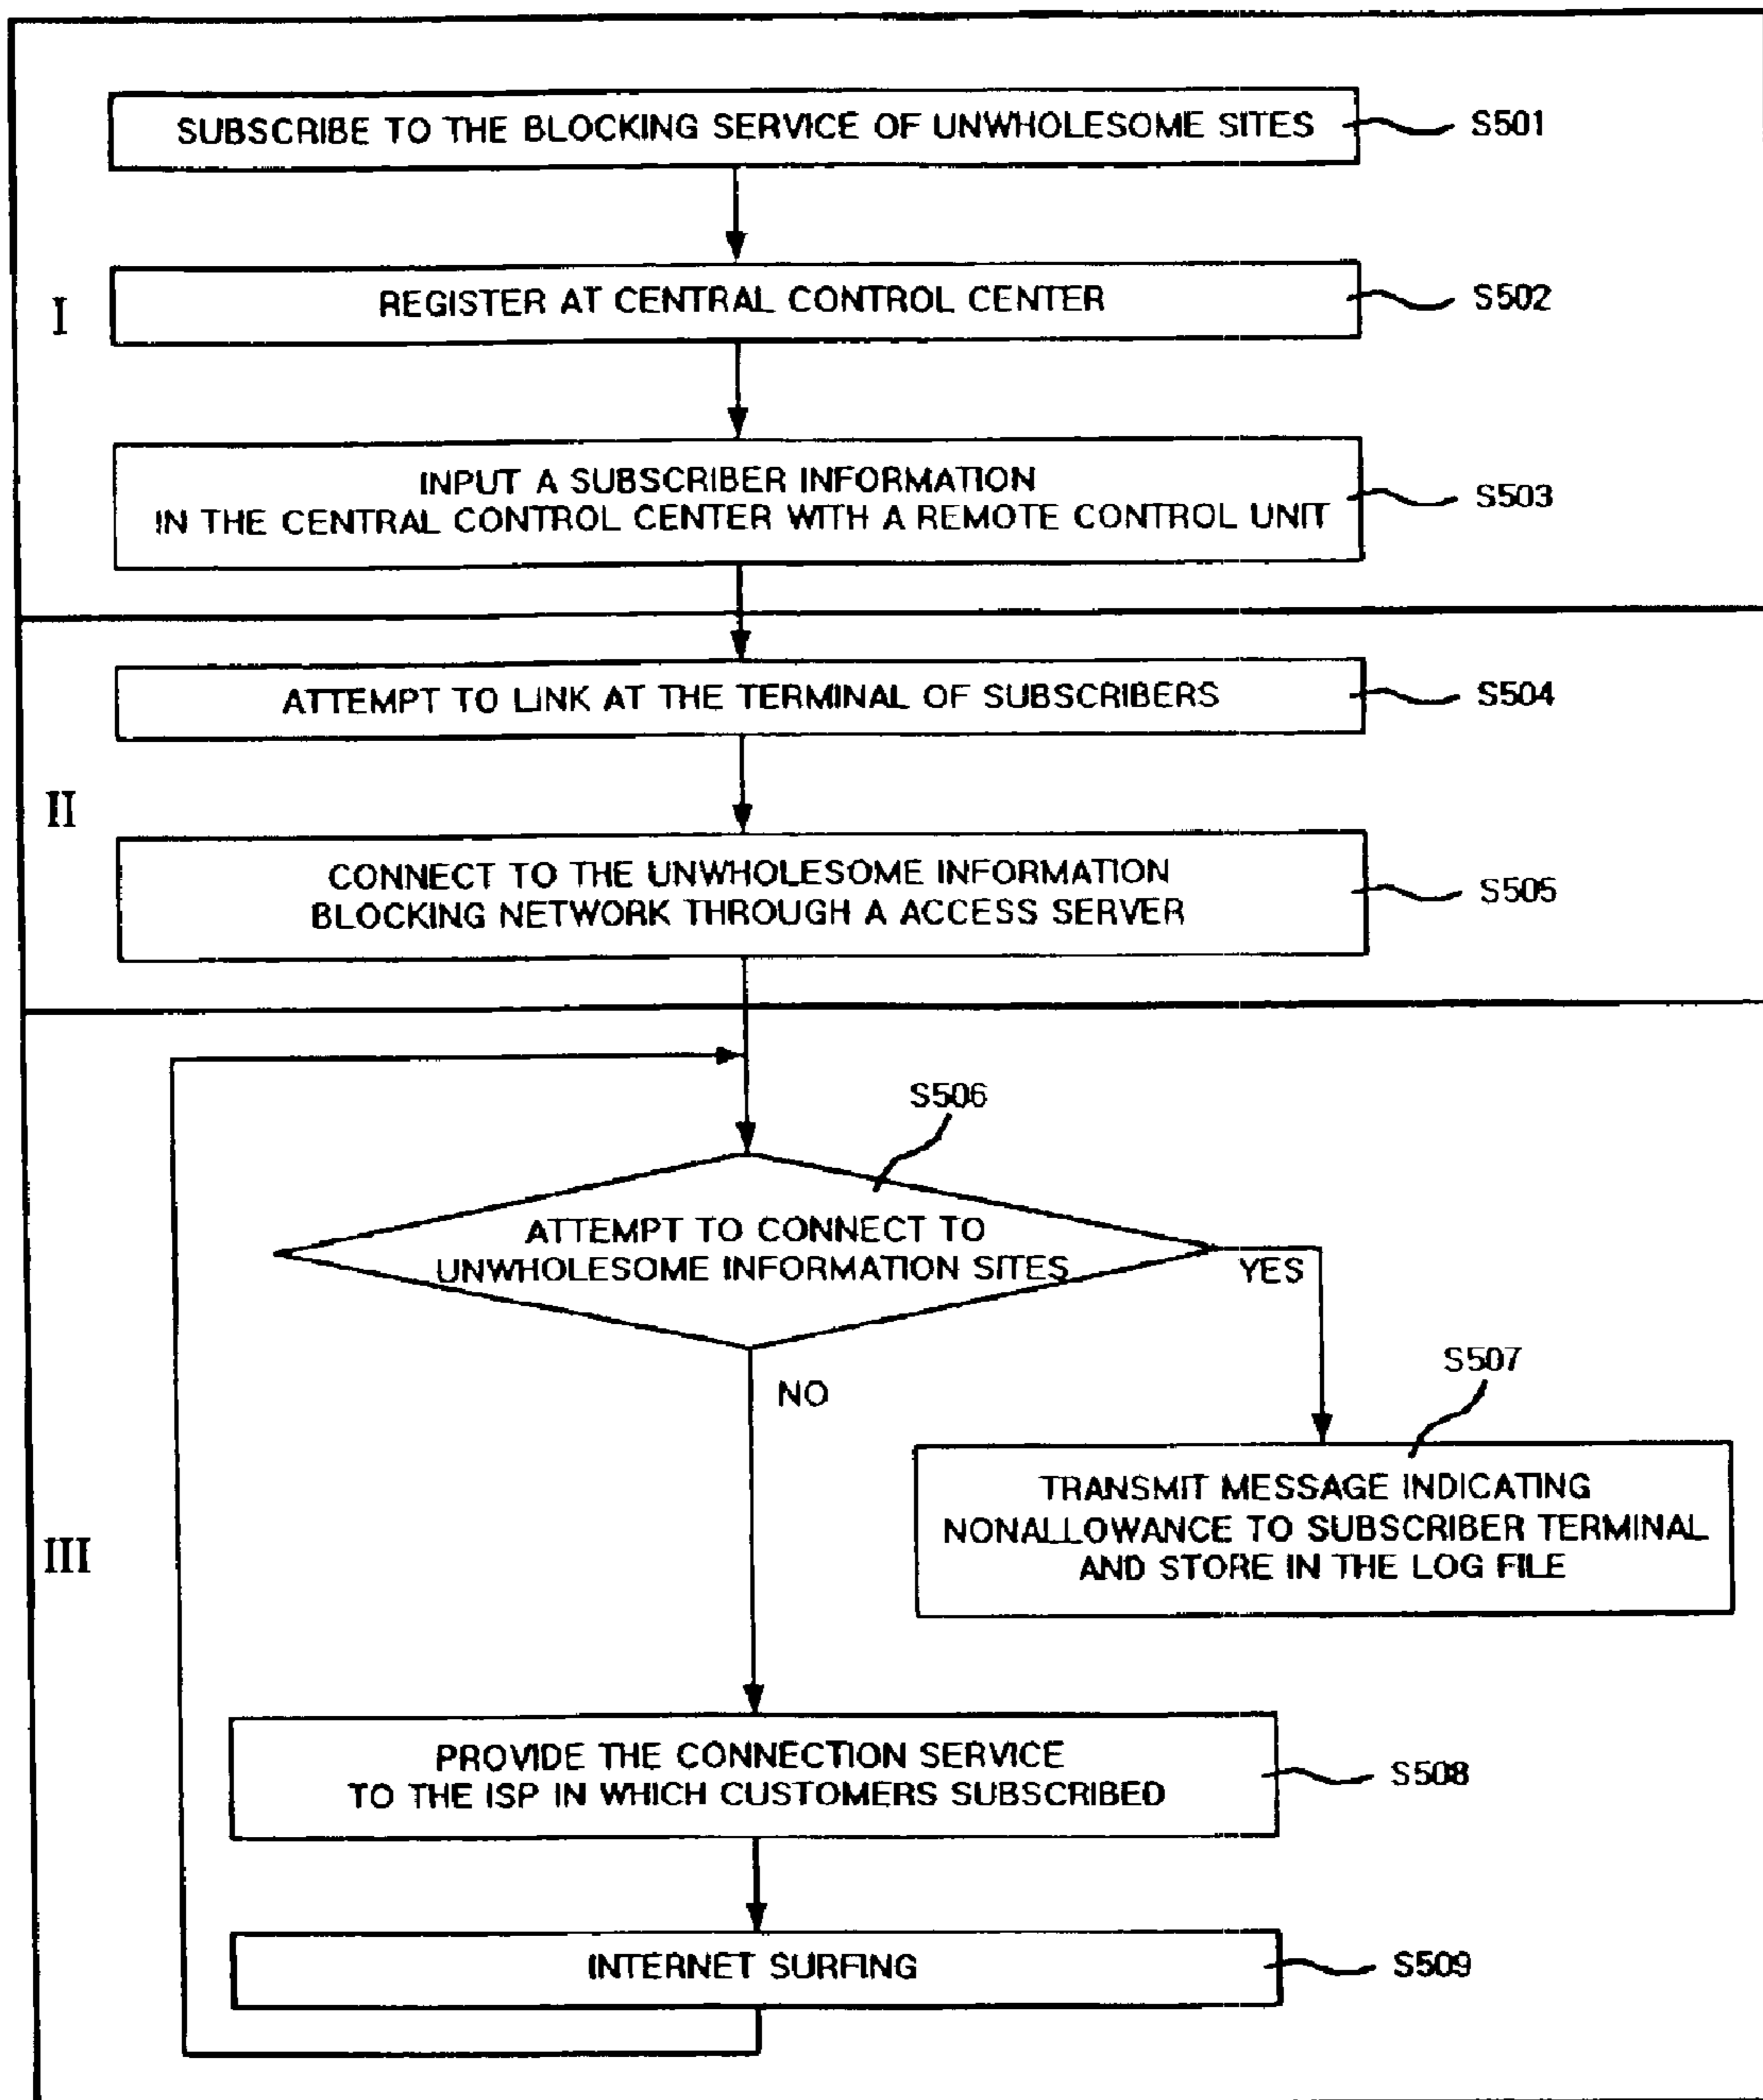 SUBSCRIBE TO THE BLOCKING SERVICE OF UNWHOLESOME SITES
S501
I
REGISTER AT CENTRAL CONTROL CENTER
S502
INPUT A SUBSCRIBER INFORMATION
IN THE CENTRAL CONTROL CENTER WITH A REMOTE CONTROL UNIT
S503
ATTEMPT TO LINK AT THE TERMINAL OF SUBSCRIBERS
S504
II
CONNECT TO THE UNWHOLESOME INFORMATION
BLOCKING NETWORK THROUGH A ACCESS SERVER
S505
S506
ATTEMPT TO CONNECT TO
UNWHOLESOME INFORMATION SITES
YES
NO
S507
III
TRANSMIT MESSAGE INDICATING
NONALLOWANCE TO SUBSCRIBER TERMINAL
AND STORE IN THE LOG FILE
PROVIDE THE CONNECTION SERVICE
TO THE ISP IN WHICH CUSTOMERS SUBSCRIBED
S508
INTERNET SURFING
S509